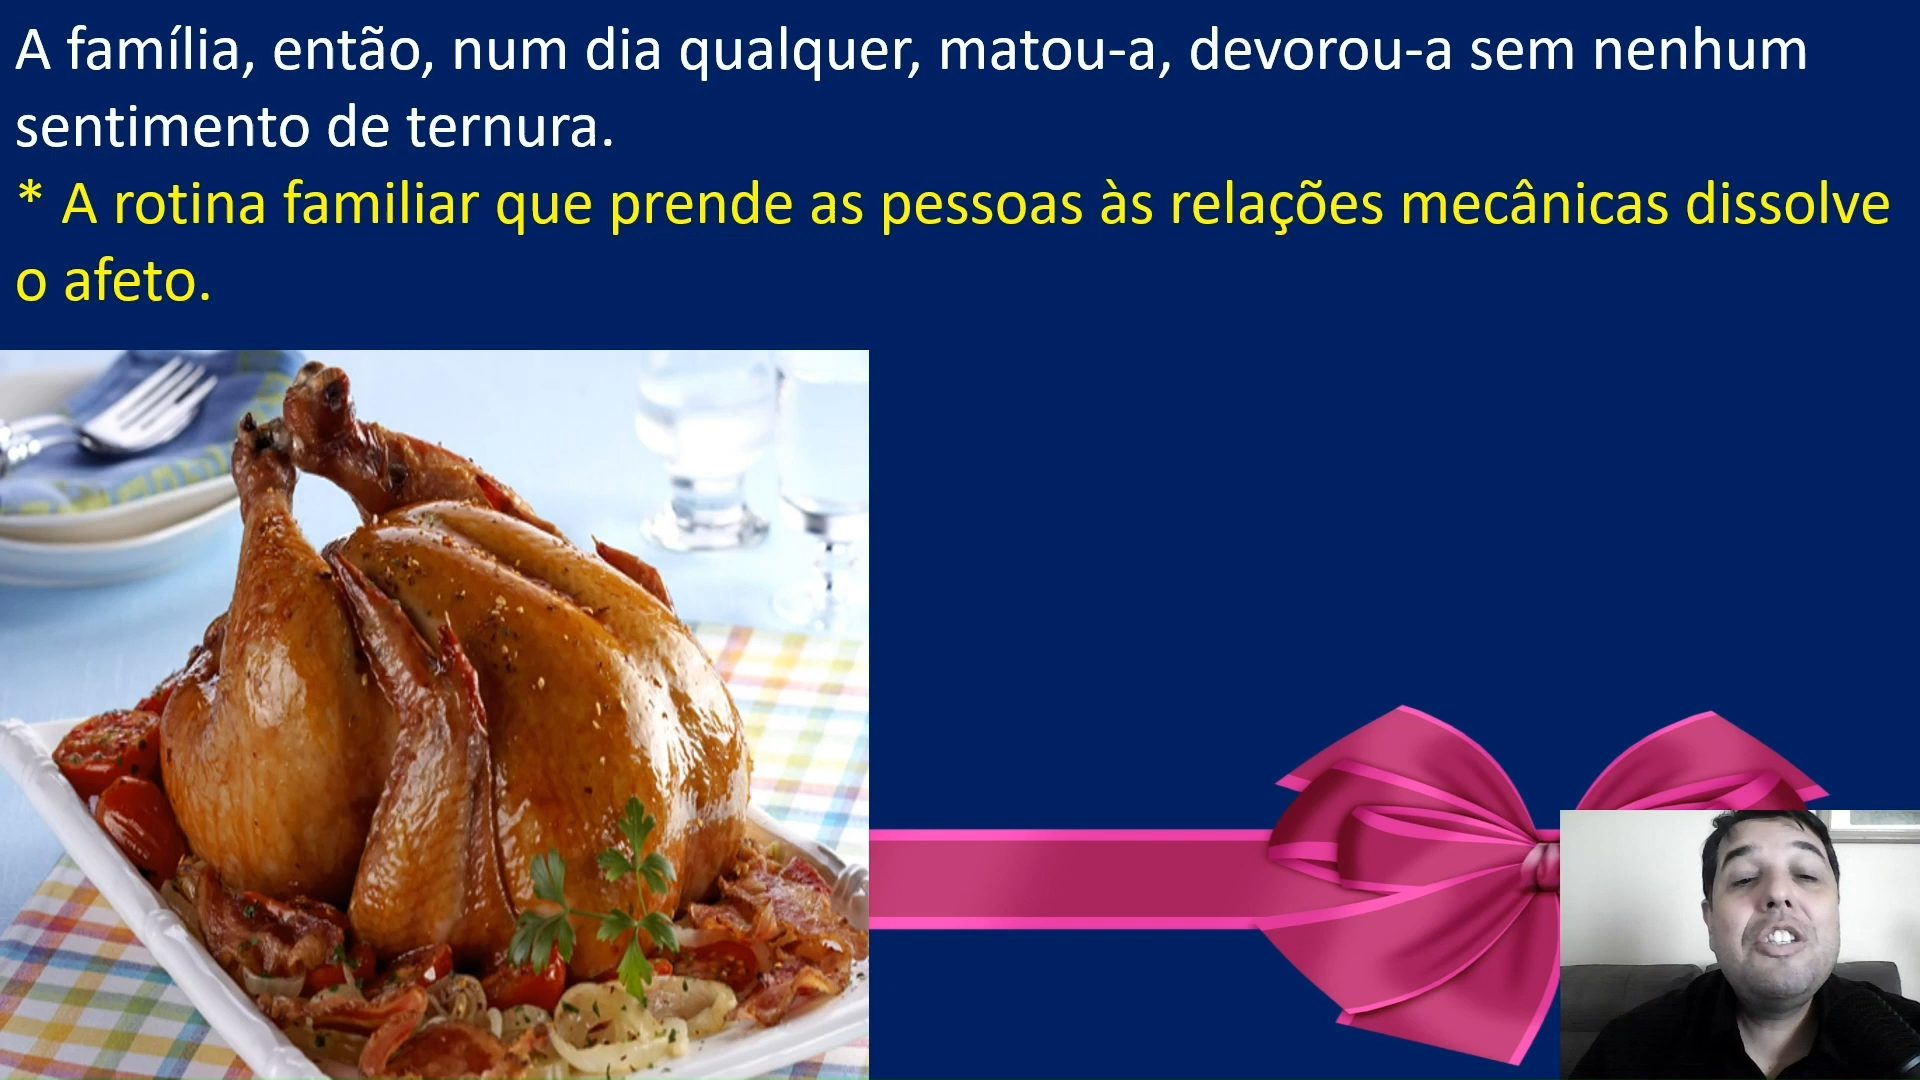 A família, então, num dia qualquer, matou-a, devorou-a sem nenhum
sentimento de ternura.
* A rotina familiar que prende as pessoas às relações mecânicas dissolve
o afeto.